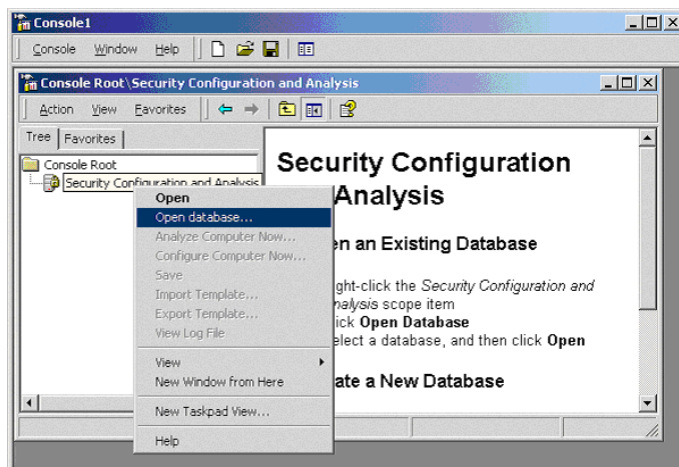 Console1
Console Window Help
Console Root\Security Configuration and Analysis
Action View Favorites
Tree Favorites
Console Root
Security Configuration and Analysis
Open
Open database...
Analyze Computer Now...
Configure Computer Now...
Save
Import Template...
Export Template...
View Log File
View
New Window from Here
New Taskpad View...
Help
Security Configuration
Analysis
en an Existing Database
ght-click the Security Configuration and
nalysis scope item
ick Open Database
elect a database, and then click Open
ate a New Database